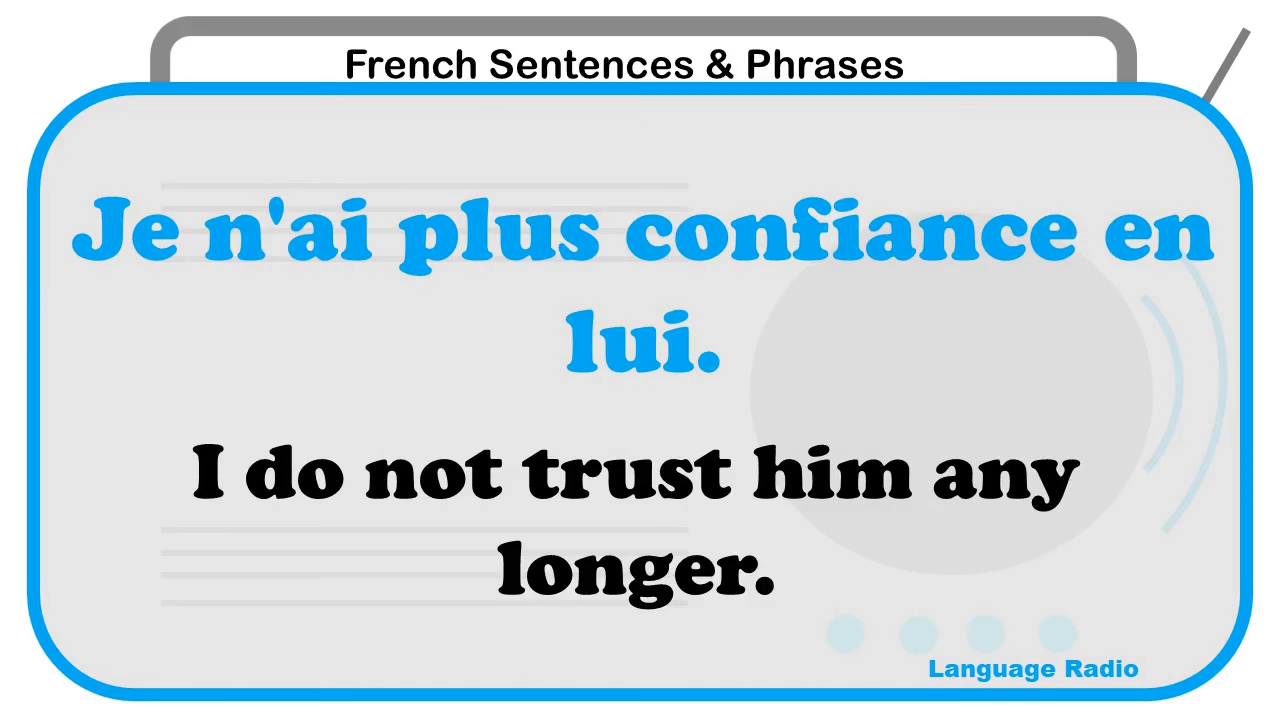 French Sentences & Phrases
Je n'ai plus confiance en
lui.
I do not trust him any
longer.
Language Radio